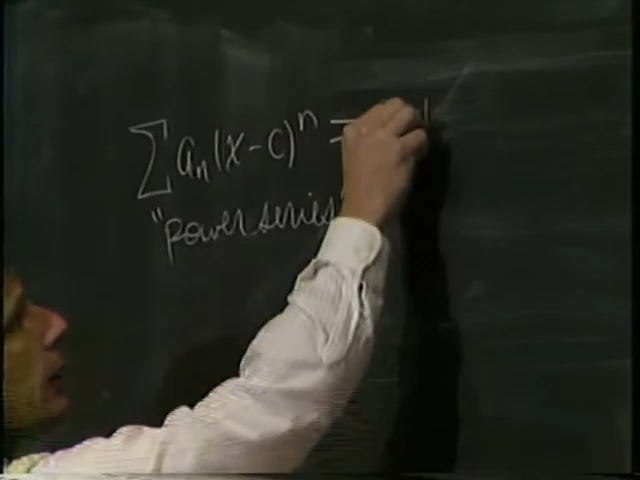 ∑ aₙ(x-c)ⁿ =
"power series